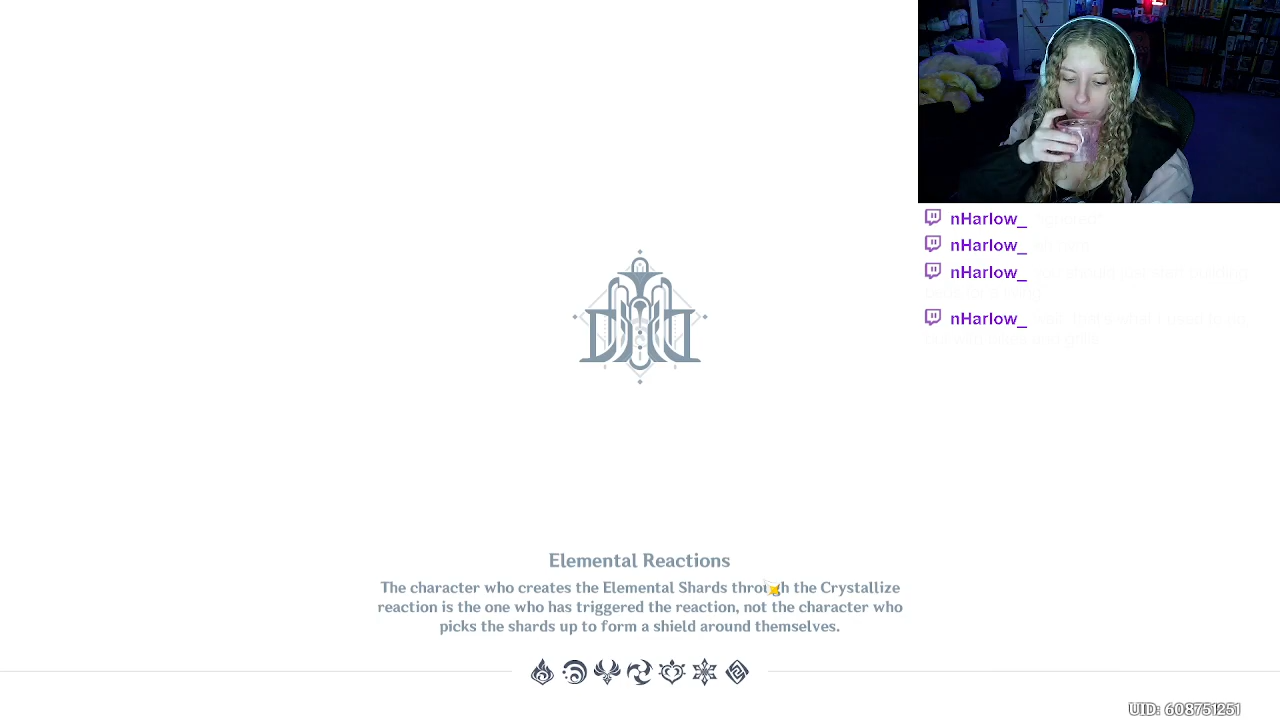 nHarlow_
nHarlow_
nHarlow_
nHarlow_
Elemental Reactions
The character who creates the Elemental Shards through the Crystallize
reaction is the one who has triggered the reaction, not the character who
picks the shards up to form a shield around themselves.
UID: 608751251